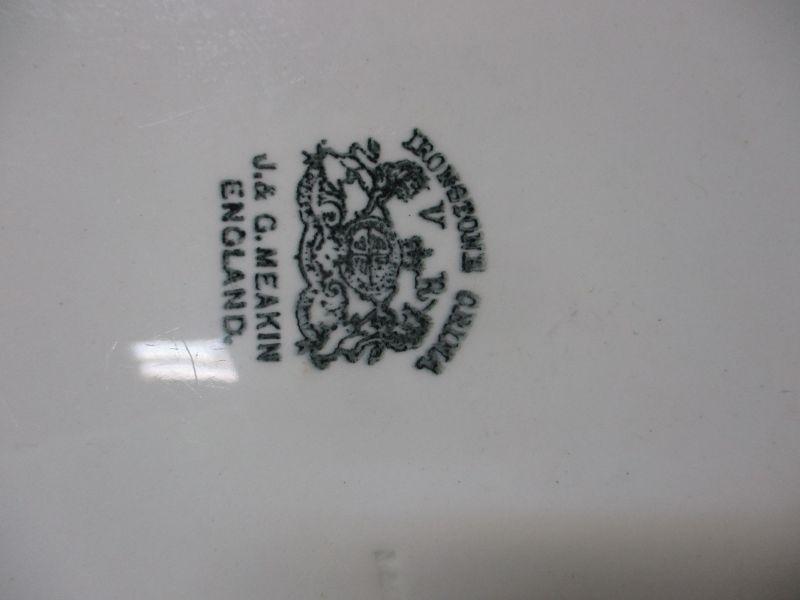 IRONSTONE CHINA
V R
J. & G. MEAKIN
ENGLAND.